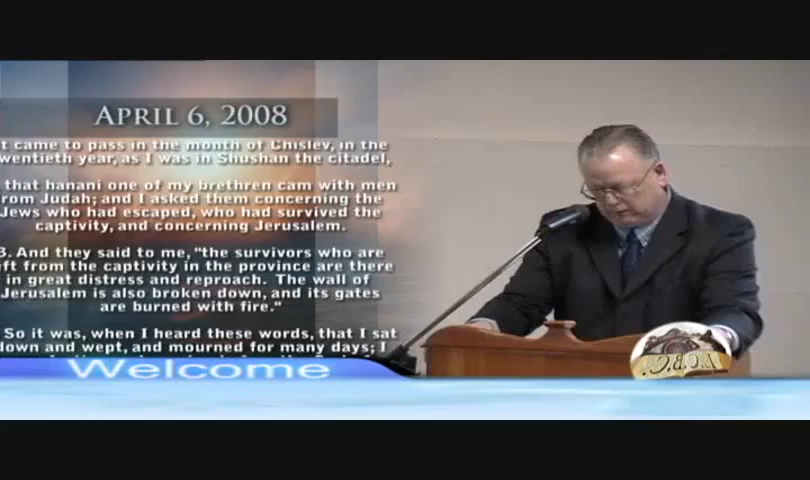 APRIL 6, 2008
t came to pass in the month of Chislev, in the
wentieth year, as I was in Shushan the citadel,
that hanani one of my brethren cam with men
rom Judah; and I asked them concerning the
Jews who had escaped, who had survived the
captivity, and concerning Jerusalem.
3. And they said to me, "the survivors who are
eft from the captivity in the province are there
in great distress and reproach. The wall of
Jerusalem is also broken down, and its gates
are burned with fire."
So it was, when I heard these words, that I sat
down and wept, and mourned for many days; I
Welcome